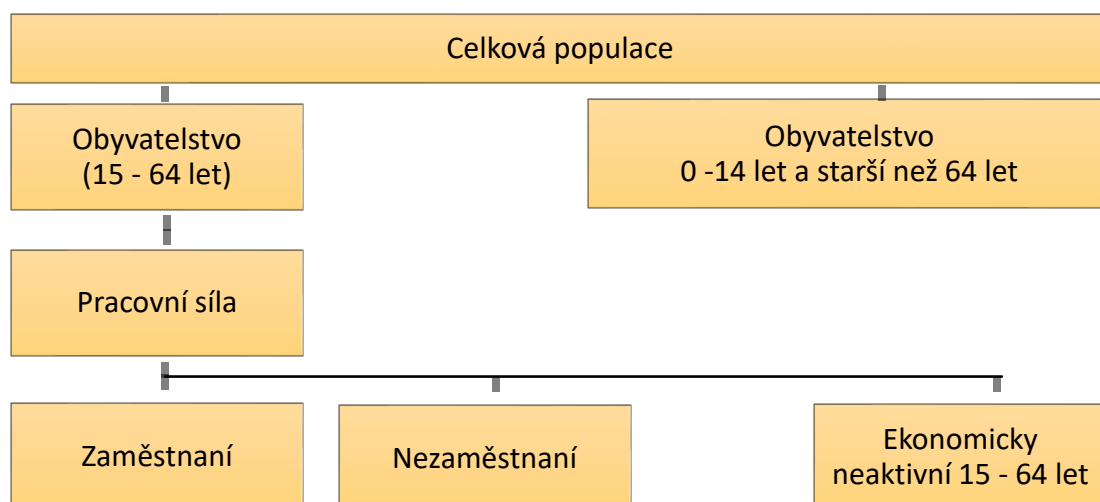 Celková populace
Obyvatelstvo
(15 - 64 let)
Obyvatelstvo
0 -14 let a starší než 64 let
Pracovní síla
Zaměstnaní
Nezaměstnaní
Ekonomicky
neaktivní 15 - 64 let